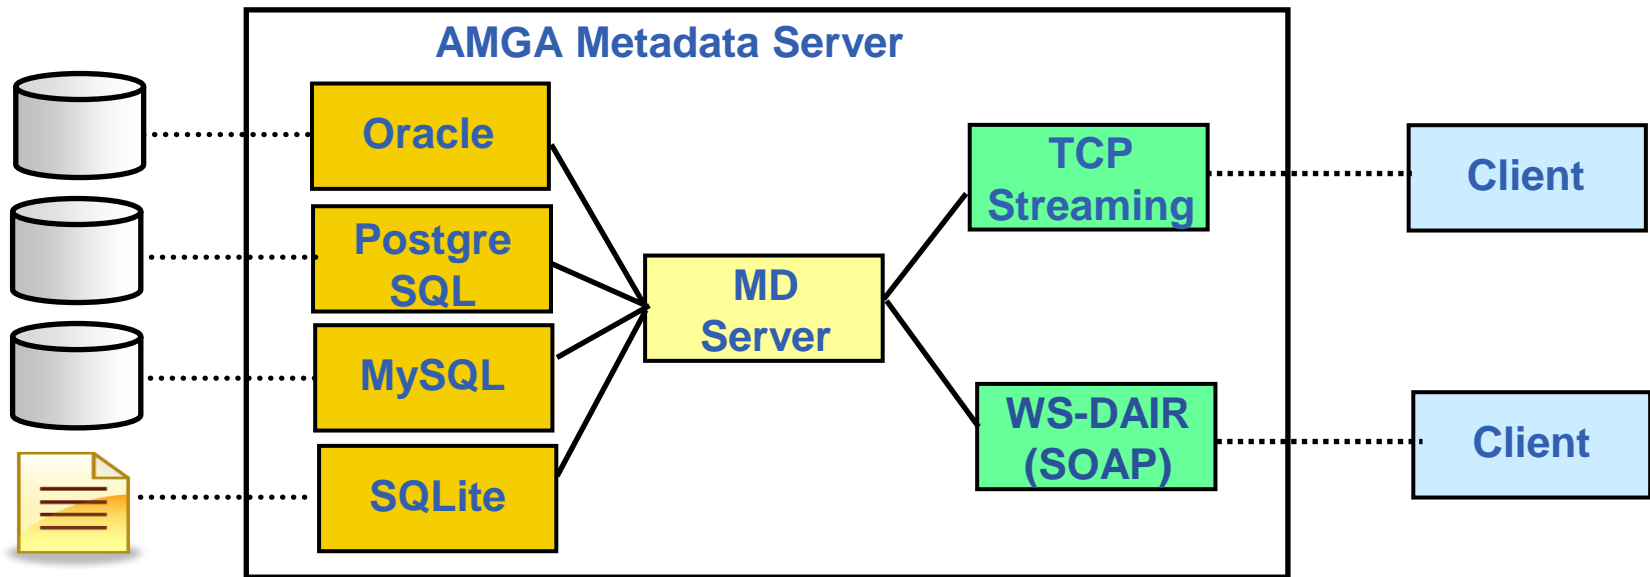 AMGA Metadata Server
Oracle
Postgre
SQL
MySQL
SQLite
MD
Server
TCP
Streaming
WS-DAIR
(SOAP)
Client
Client